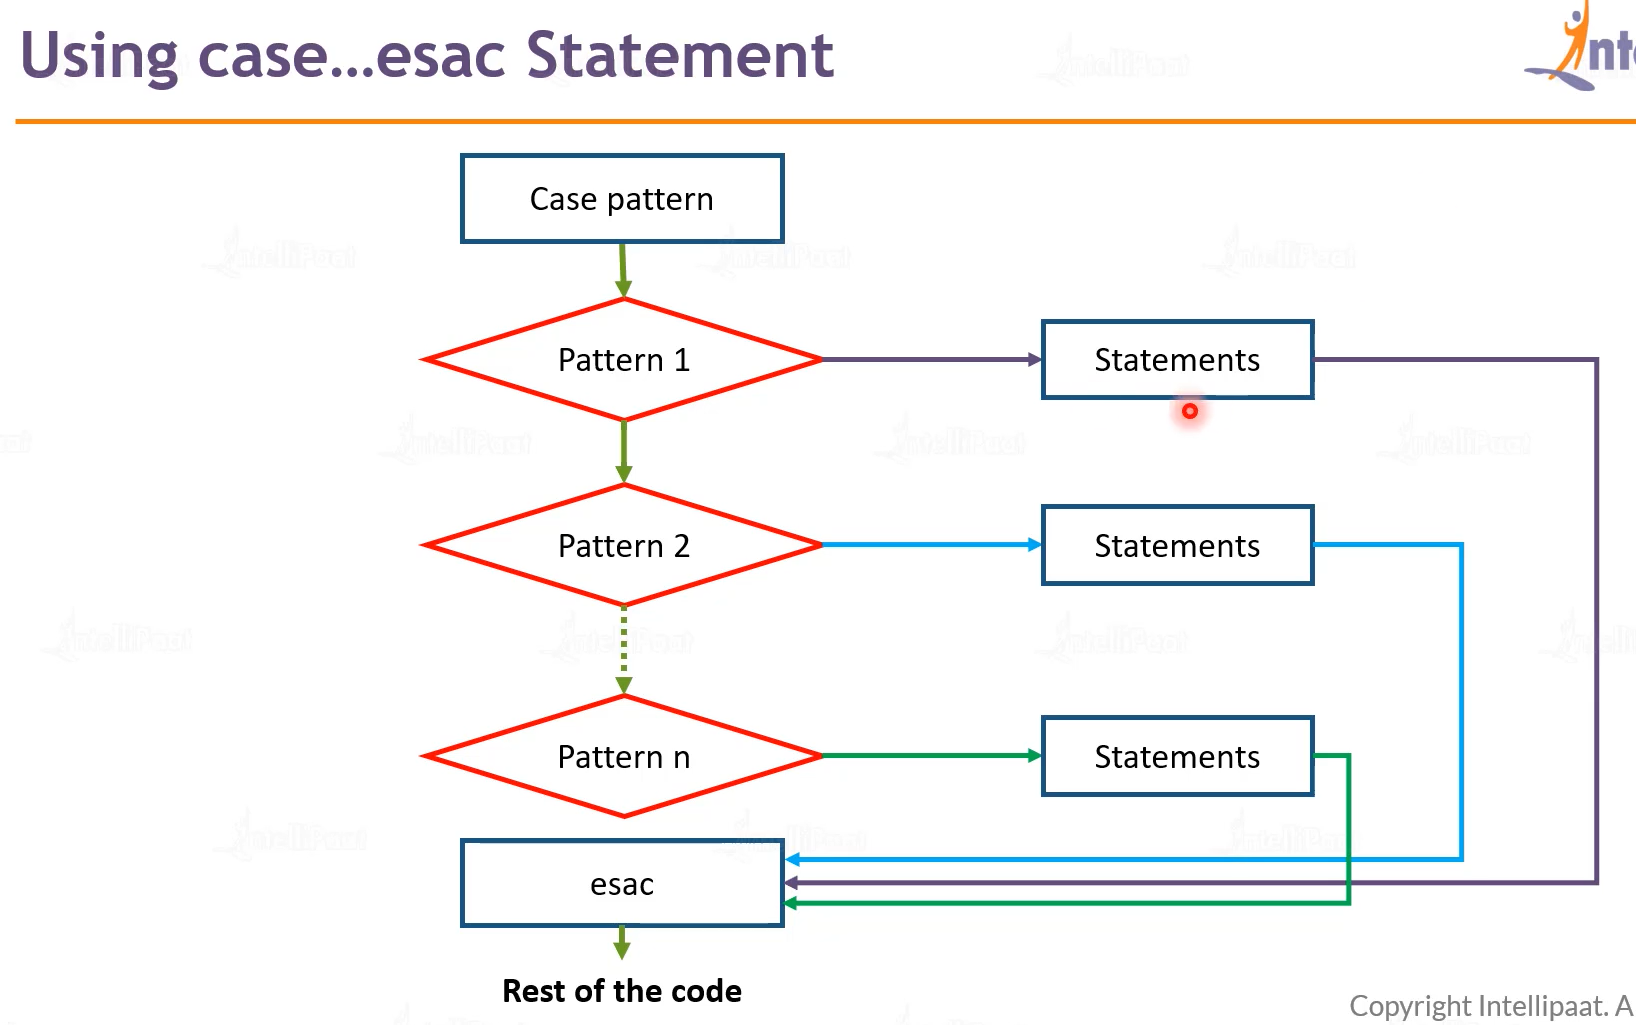 Using case...esac Statement
Case pattern
Pattern 1
Statements
Pattern 2
Statements
Pattern n
Statements
esac
Rest of the code
Copyright Intellipaat. A